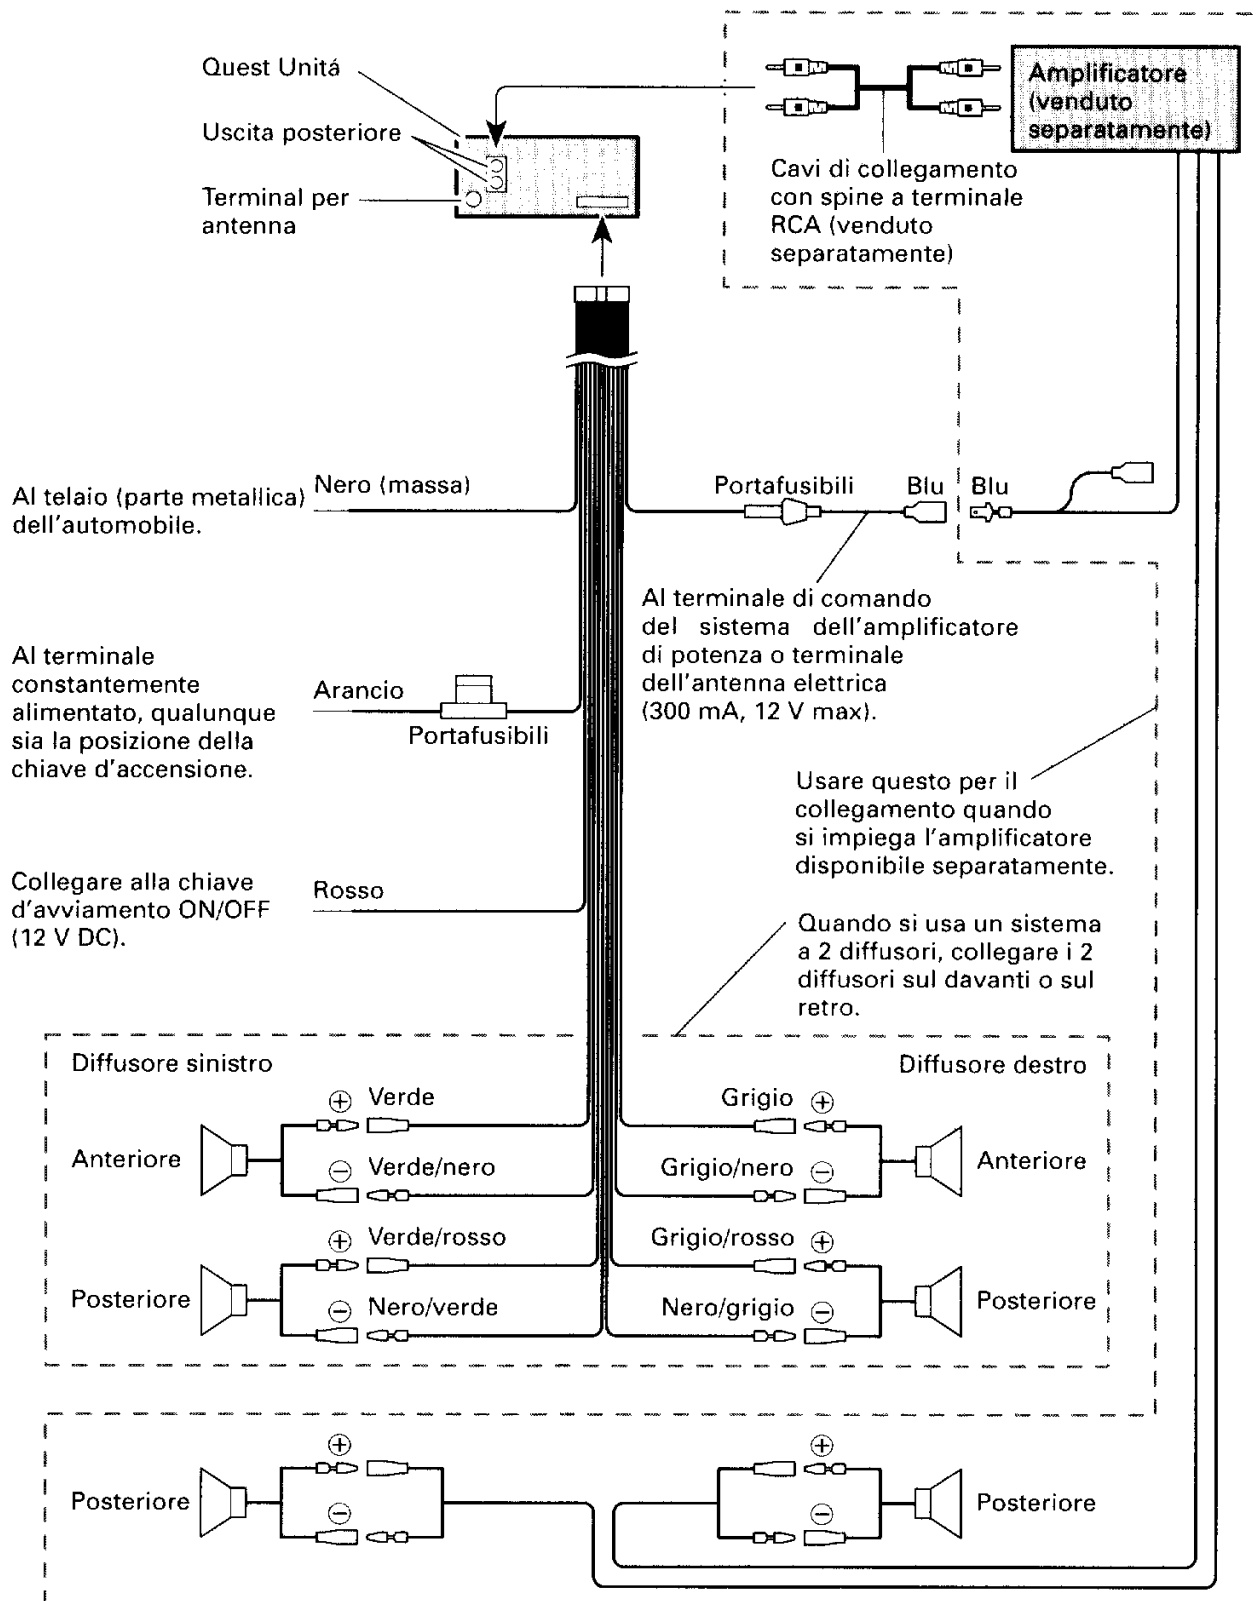 Quest Unitá
Uscita posteriore
Terminal per
antenna
Amplificatore
(venduto
separatamente)
Cavi di collegamento
con spine a terminale
RCA (venduto
separatamente)
Al telaio (parte metallica)
dell'automobile.
Nero (massa)
Portafusibili
Blu
Blu
Al terminale di comando
del sistema dell'amplificatore
di potenza o terminale
dell'antenna elettrica
(300 mA, 12 V max).
Al terminale
constantemente
alimentato, qualunque
sia la posizione della
chiave d'accensione.
Arancio
Portafusibili
Usare questo per il
collegamento quando
si impiega l'amplificatore
disponibile separatamente.
Collegare alla chiave
d'avviamento ON/OFF
(12 V DC).
Rosso
Quando si usa un sistema
a 2 diffusori, collegare i 2
diffusori sul davanti o sul
retro.
Diffusore sinistro
Diffusore destro
⊕ Verde
Grigio ⊕
Anteriore
⊖ Verde/nero
Grigio/nero ⊖
Anteriore
⊕ Verde/rosso
Grigio/rosso ⊕
Posteriore
⊖ Nero/verde
Nero/grigio ⊖
Posteriore
⊕
⊕
Posteriore
⊖
⊖
Posteriore